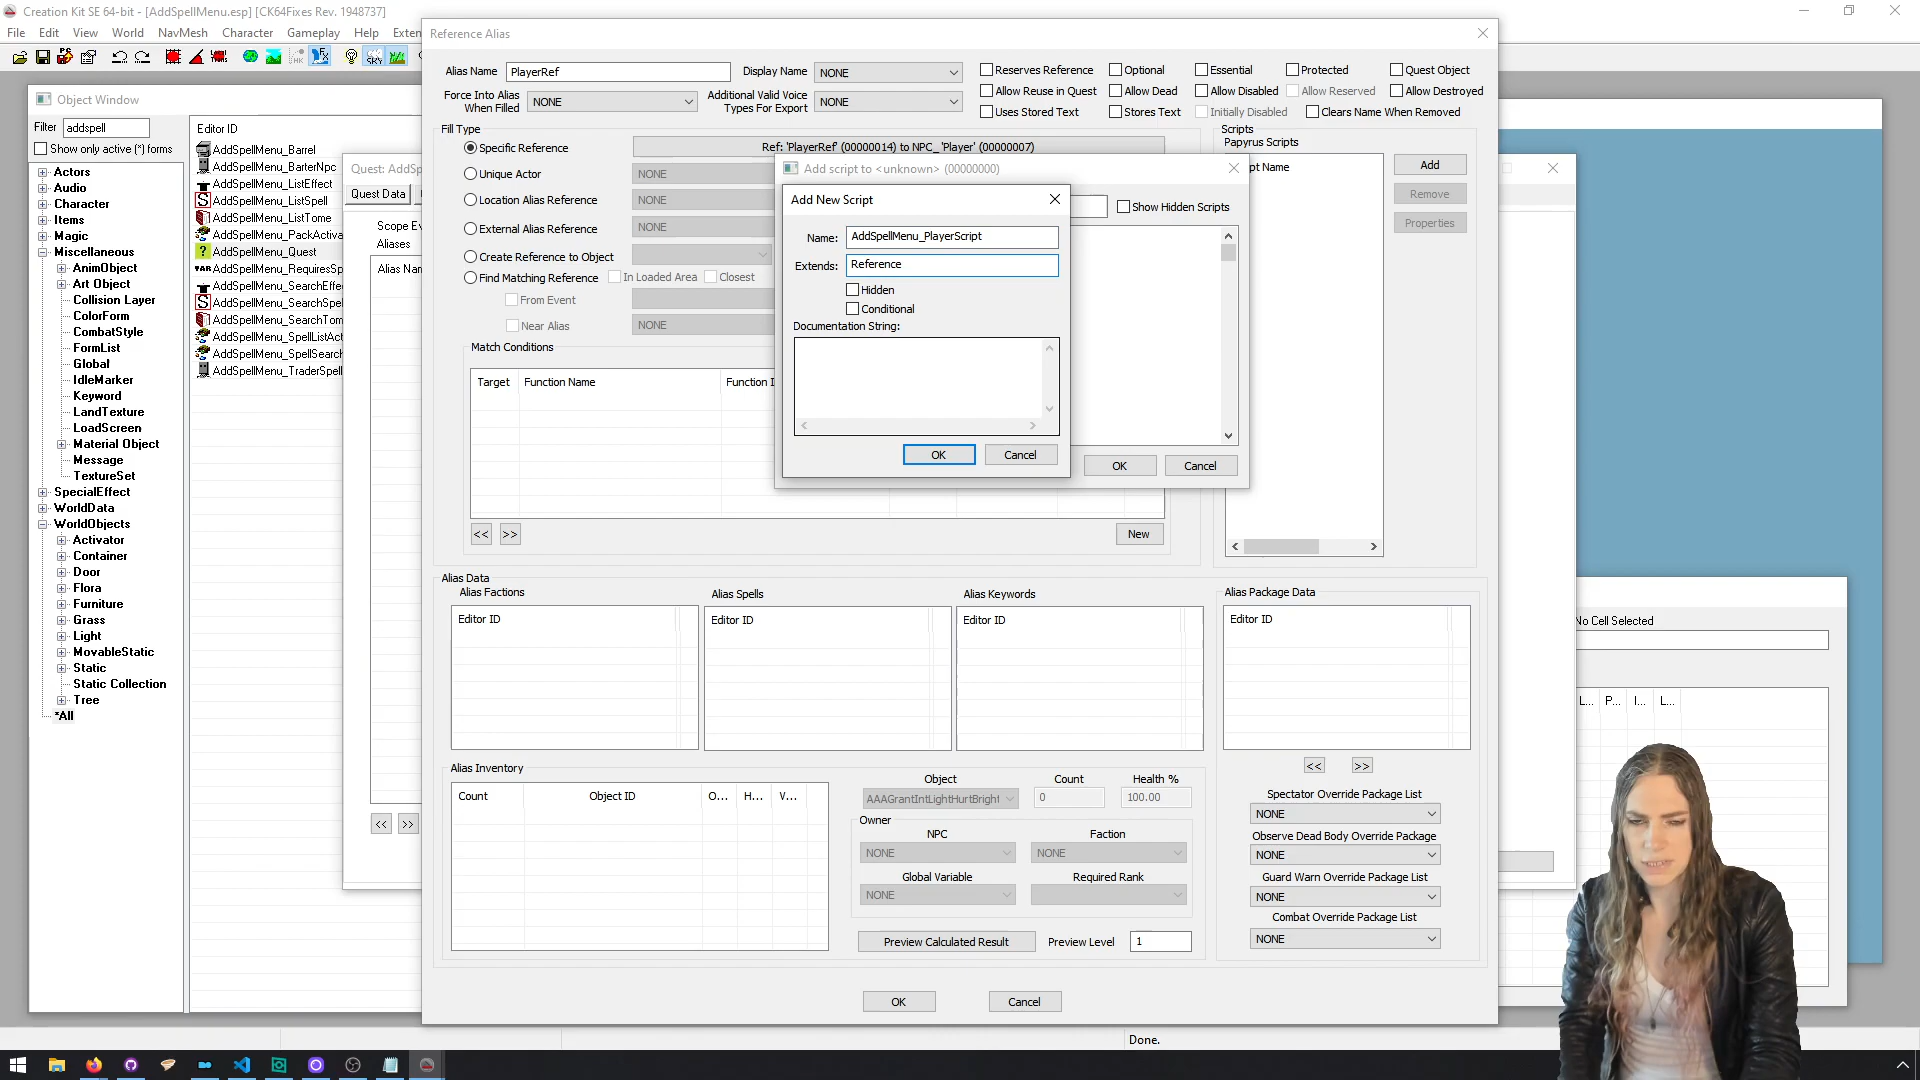 Creation Kit SE 64-bit - [AddSpellMenu.esp] [CK64Fixes Rev. 1948737]
File Edit View World NavMesh Character Gameplay Help
Object Window
Filter addspell
Show only active (*) forms
Actors
Audio
Character
Items
Magic
Miscellaneous
AnimObject
Art Object
Collision Layer
ColorForm
CombatStyle
FormList
Global
IdleMarker
Keyword
LandTexture
LoadScreen
Material Object
Message
TextureSet
SpecialEffect
WorldData
WorldObjects
Activator
Container
Door
Flora
Furniture
Grass
Light
MovableStatic
Static
Static Collection
Tree
*All
Editor ID
AddSpellMenu_Barrel
AddSpellMenu_BarterNpc
AddSpellMenu_ListEffect
AddSpellMenu_ListSpell
AddSpellMenu_ListTome
AddSpellMenu_PackActiva
AddSpellMenu_Quest
AddSpellMenu_RequiresSp
AddSpellMenu_SearchEffe
AddSpellMenu_SearchSpe
AddSpellMenu_SearchTom
AddSpellMenu_SpellListAct
AddSpellMenu_SpellSearch
AddSpellMenu_TraderSpell
Quest: AddSp
Quest Data
Scope Ev
Aliases
Alias Nam
<< >>
Reference Alias
Alias Name PlayerRef Display Name NONE
Force Into Alias When Filled NONE Additional Valid Voice Types For Export NONE
Reserves Reference Optional Essential Protected Quest Object
Allow Reuse in Quest Allow Dead Allow Disabled Allow Reserved Allow Destroyed
Uses Stored Text Stores Text Initially Disabled Clears Name When Removed
Fill Type
Specific Reference Ref: 'PlayerRef' (00000014) to NPC_ 'Player' (00000007)
Unique Actor NONE
Location Alias Reference NONE
External Alias Reference NONE
Create Reference to Object
Find Matching Reference In Loaded Area Closest
From Event
Near Alias NONE
Match Conditions
Target Function Name Function I
<< >> New
Scripts
Papyrus Scripts
pt Name
Add
Remove
Properties
Add script to <unknown> (00000000)
Show Hidden Scripts
OK Cancel
Add New Script
Name: AddSpellMenu_PlayerScript
Extends: Reference
Hidden
Conditional
Documentation String:
OK Cancel
Alias Data
Alias Factions
Editor ID
Alias Spells
Editor ID
Alias Keywords
Editor ID
Alias Package Data
Editor ID
<< >>
Spectator Override Package List
NONE
Observe Dead Body Override Package
NONE
Guard Warn Override Package List
NONE
Combat Override Package List
NONE
Alias Inventory
Count Object ID O... H... V...
Object Count Health %
AAAGrantIntLightHurtBright 0 100.00
Owner
NPC Faction
NONE NONE
Global Variable Required Rank
NONE
Preview Calculated Result Preview Level 1
OK Cancel
No Cell Selected
L... P... I... L...
Done.